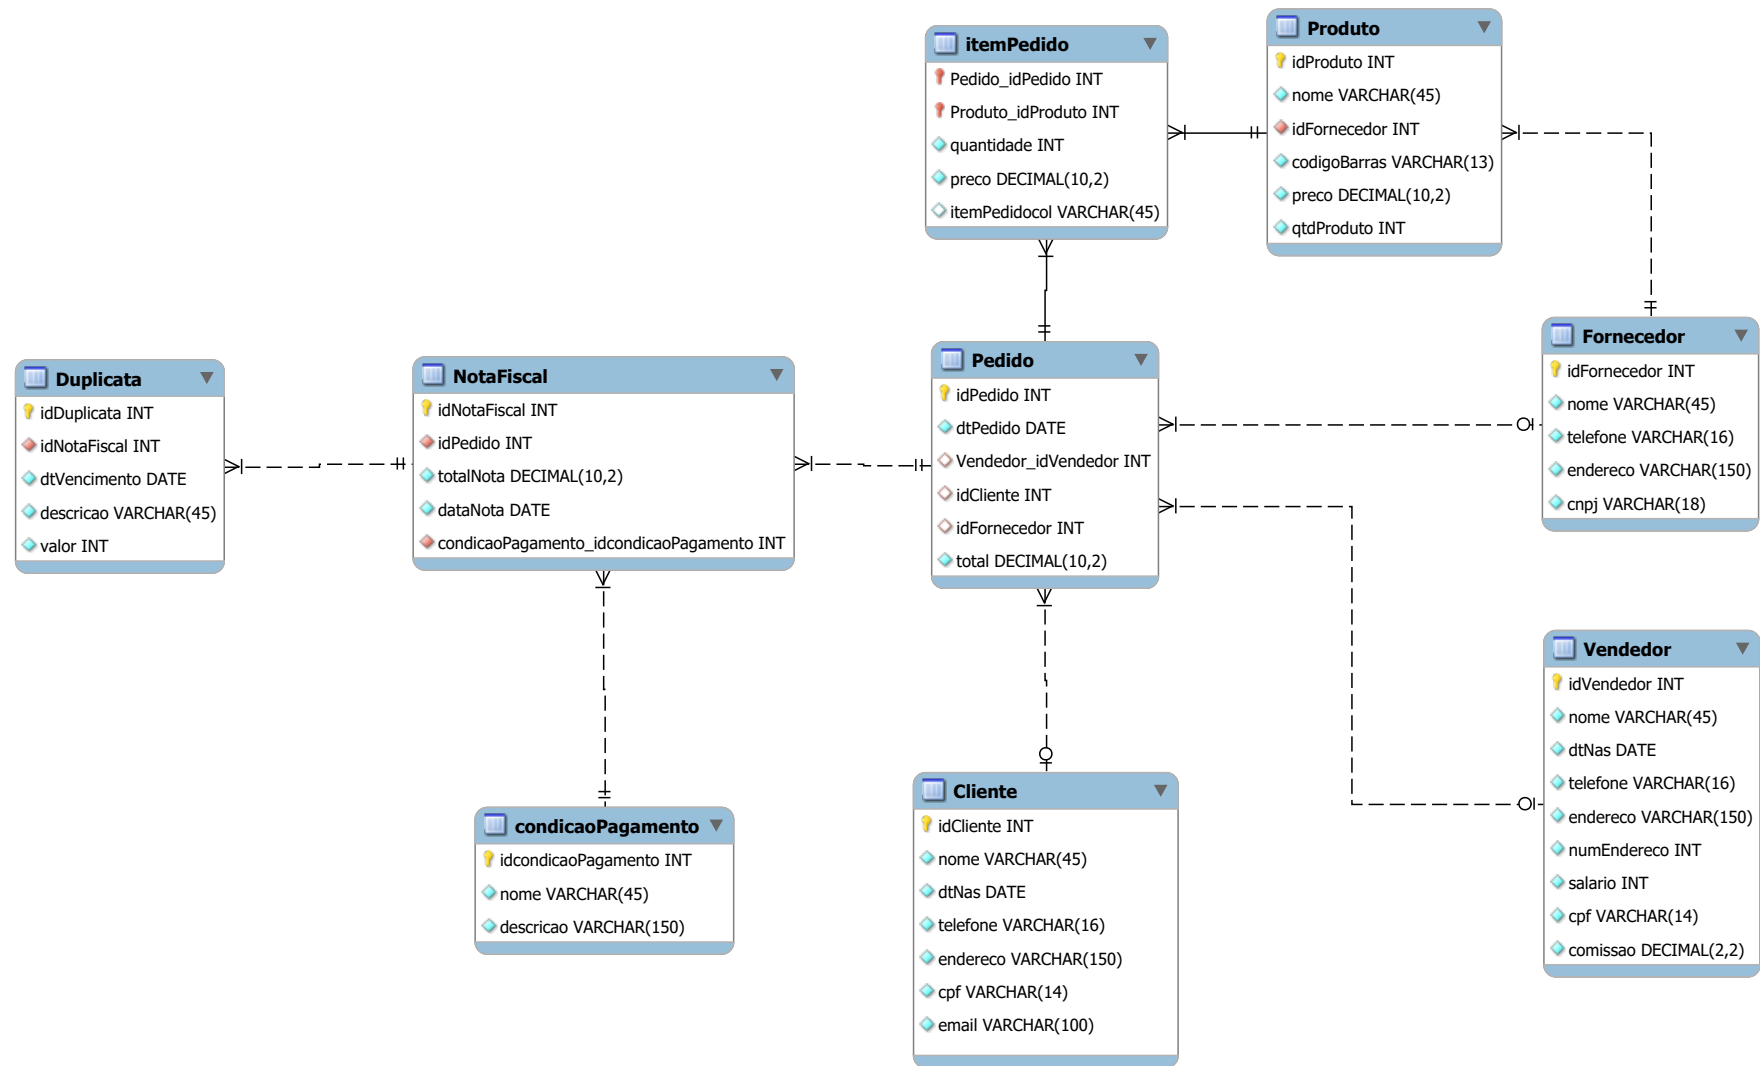 itemPedido
Pedido_idPedido INT
Produto_idProduto INT
quantidade INT
preco DECIMAL(10,2)
itemPedidocol VARCHAR(45)
Produto
idProduto INT
nome VARCHAR(45)
idFornecedor INT
codigoBarras VARCHAR(13)
preco DECIMAL(10,2)
qtdProduto INT
Duplicata
idDuplicata INT
idNotaFiscal INT
dtVencimento DATE
descricao VARCHAR(45)
valor INT
NotaFiscal
idNotaFiscal INT
idPedido INT
totalNota DECIMAL(10,2)
dataNota DATE
condicaoPagamento_idcondicaoPagamento INT
Pedido
idPedido INT
dtPedido DATE
Vendedor_idVendedor INT
idCliente INT
idFornecedor INT
total DECIMAL(10,2)
Fornecedor
idFornecedor INT
nome VARCHAR(45)
telefone VARCHAR(16)
endereco VARCHAR(150)
cnpj VARCHAR(18)
condicaoPagamento
idcondicaoPagamento INT
nome VARCHAR(45)
descricao VARCHAR(150)
Cliente
idCliente INT
nome VARCHAR(45)
dtNas DATE
telefone VARCHAR(16)
endereco VARCHAR(150)
cpf VARCHAR(14)
email VARCHAR(100)
Vendedor
idVendedor INT
nome VARCHAR(45)
dtNas DATE
telefone VARCHAR(16)
endereco VARCHAR(150)
numEndereco INT
salario INT
cpf VARCHAR(14)
comissao DECIMAL(2,2)